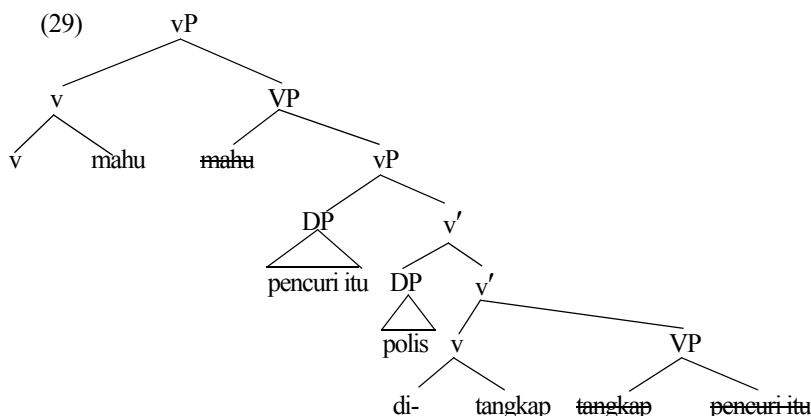 (29) vP
v VP
v mahu ~~mahu~~ vP
DP v′
pencuri itu DP v′
polis v VP
di- tangkap ~~tangkap~~ ~~pencuri itu~~